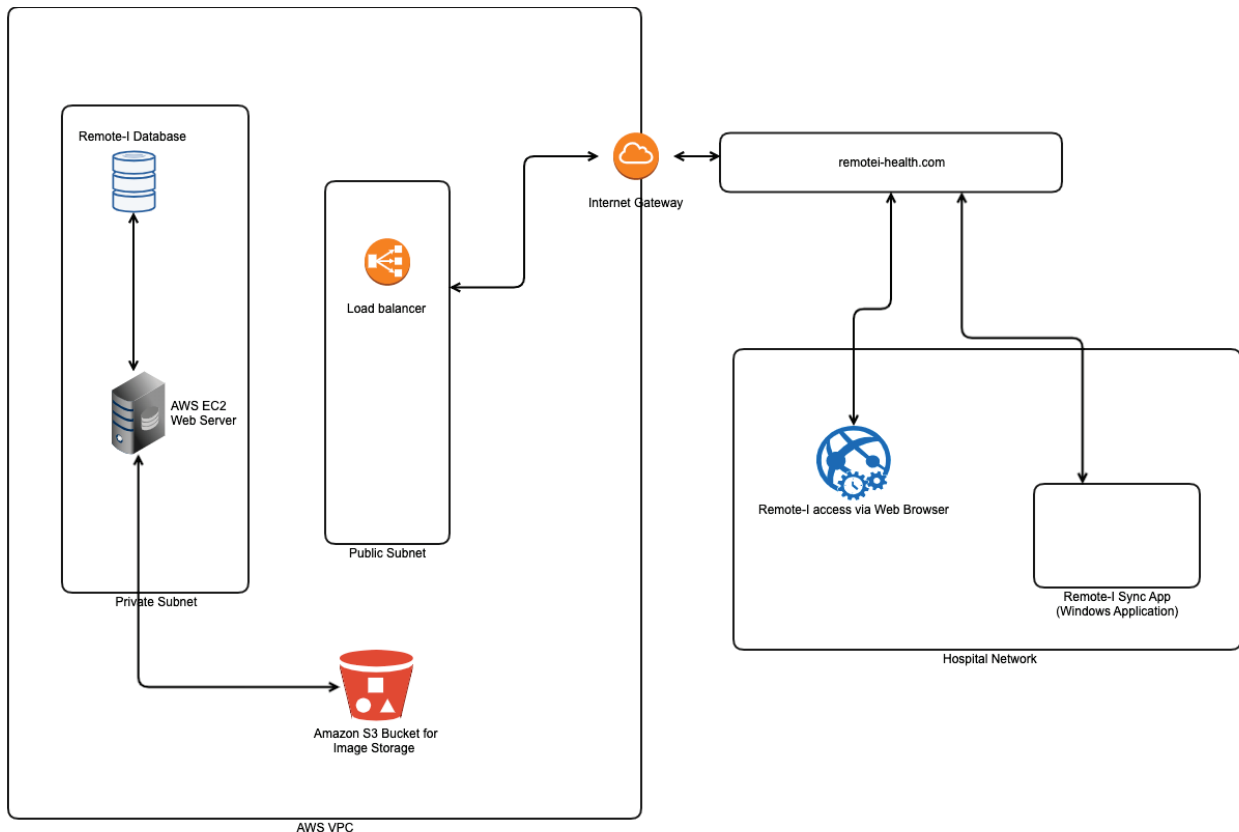 Remote-I Database
remotei-health.com
Internet Gateway
Load balancer
AWS EC2
Web Server
Remote-I access via Web Browser
Public Subnet
Private Subnet
Remote-I Sync App
(Windows Application)
Hospital Network
Amazon S3 Bucket for
Image Storage
AWS VPC